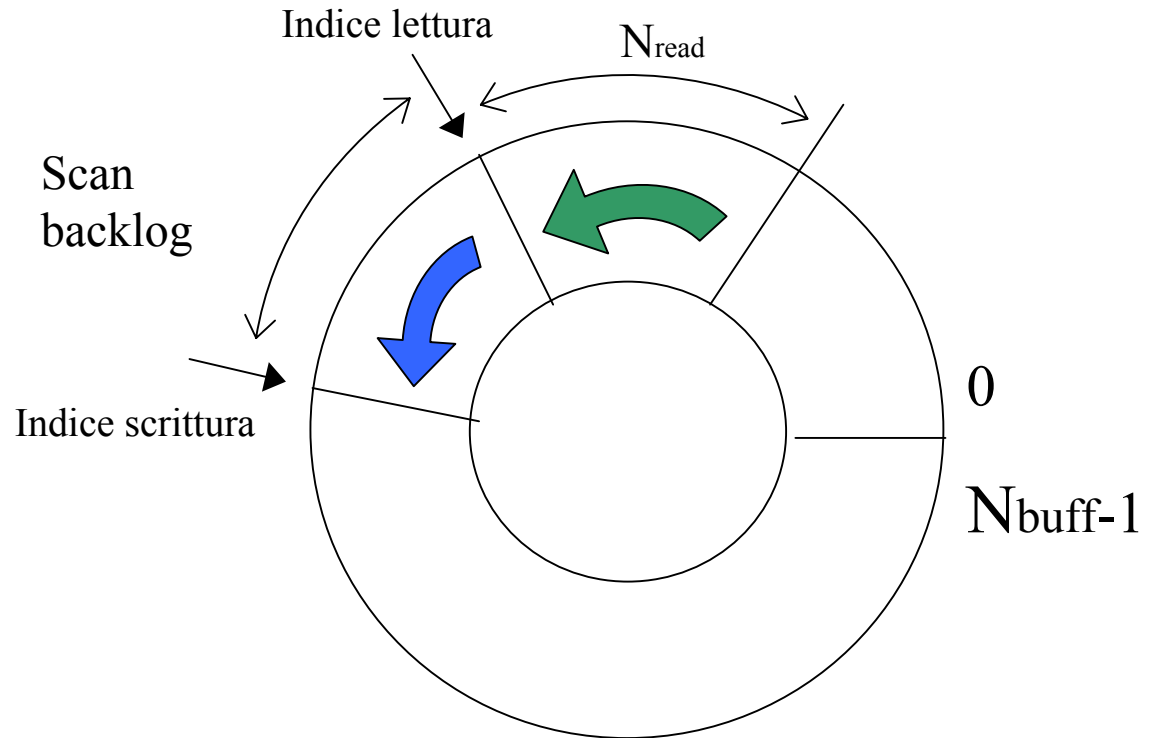 Indice lettura
Nread
Scan
backlog
Indice scrittura
0
Nbuff-1